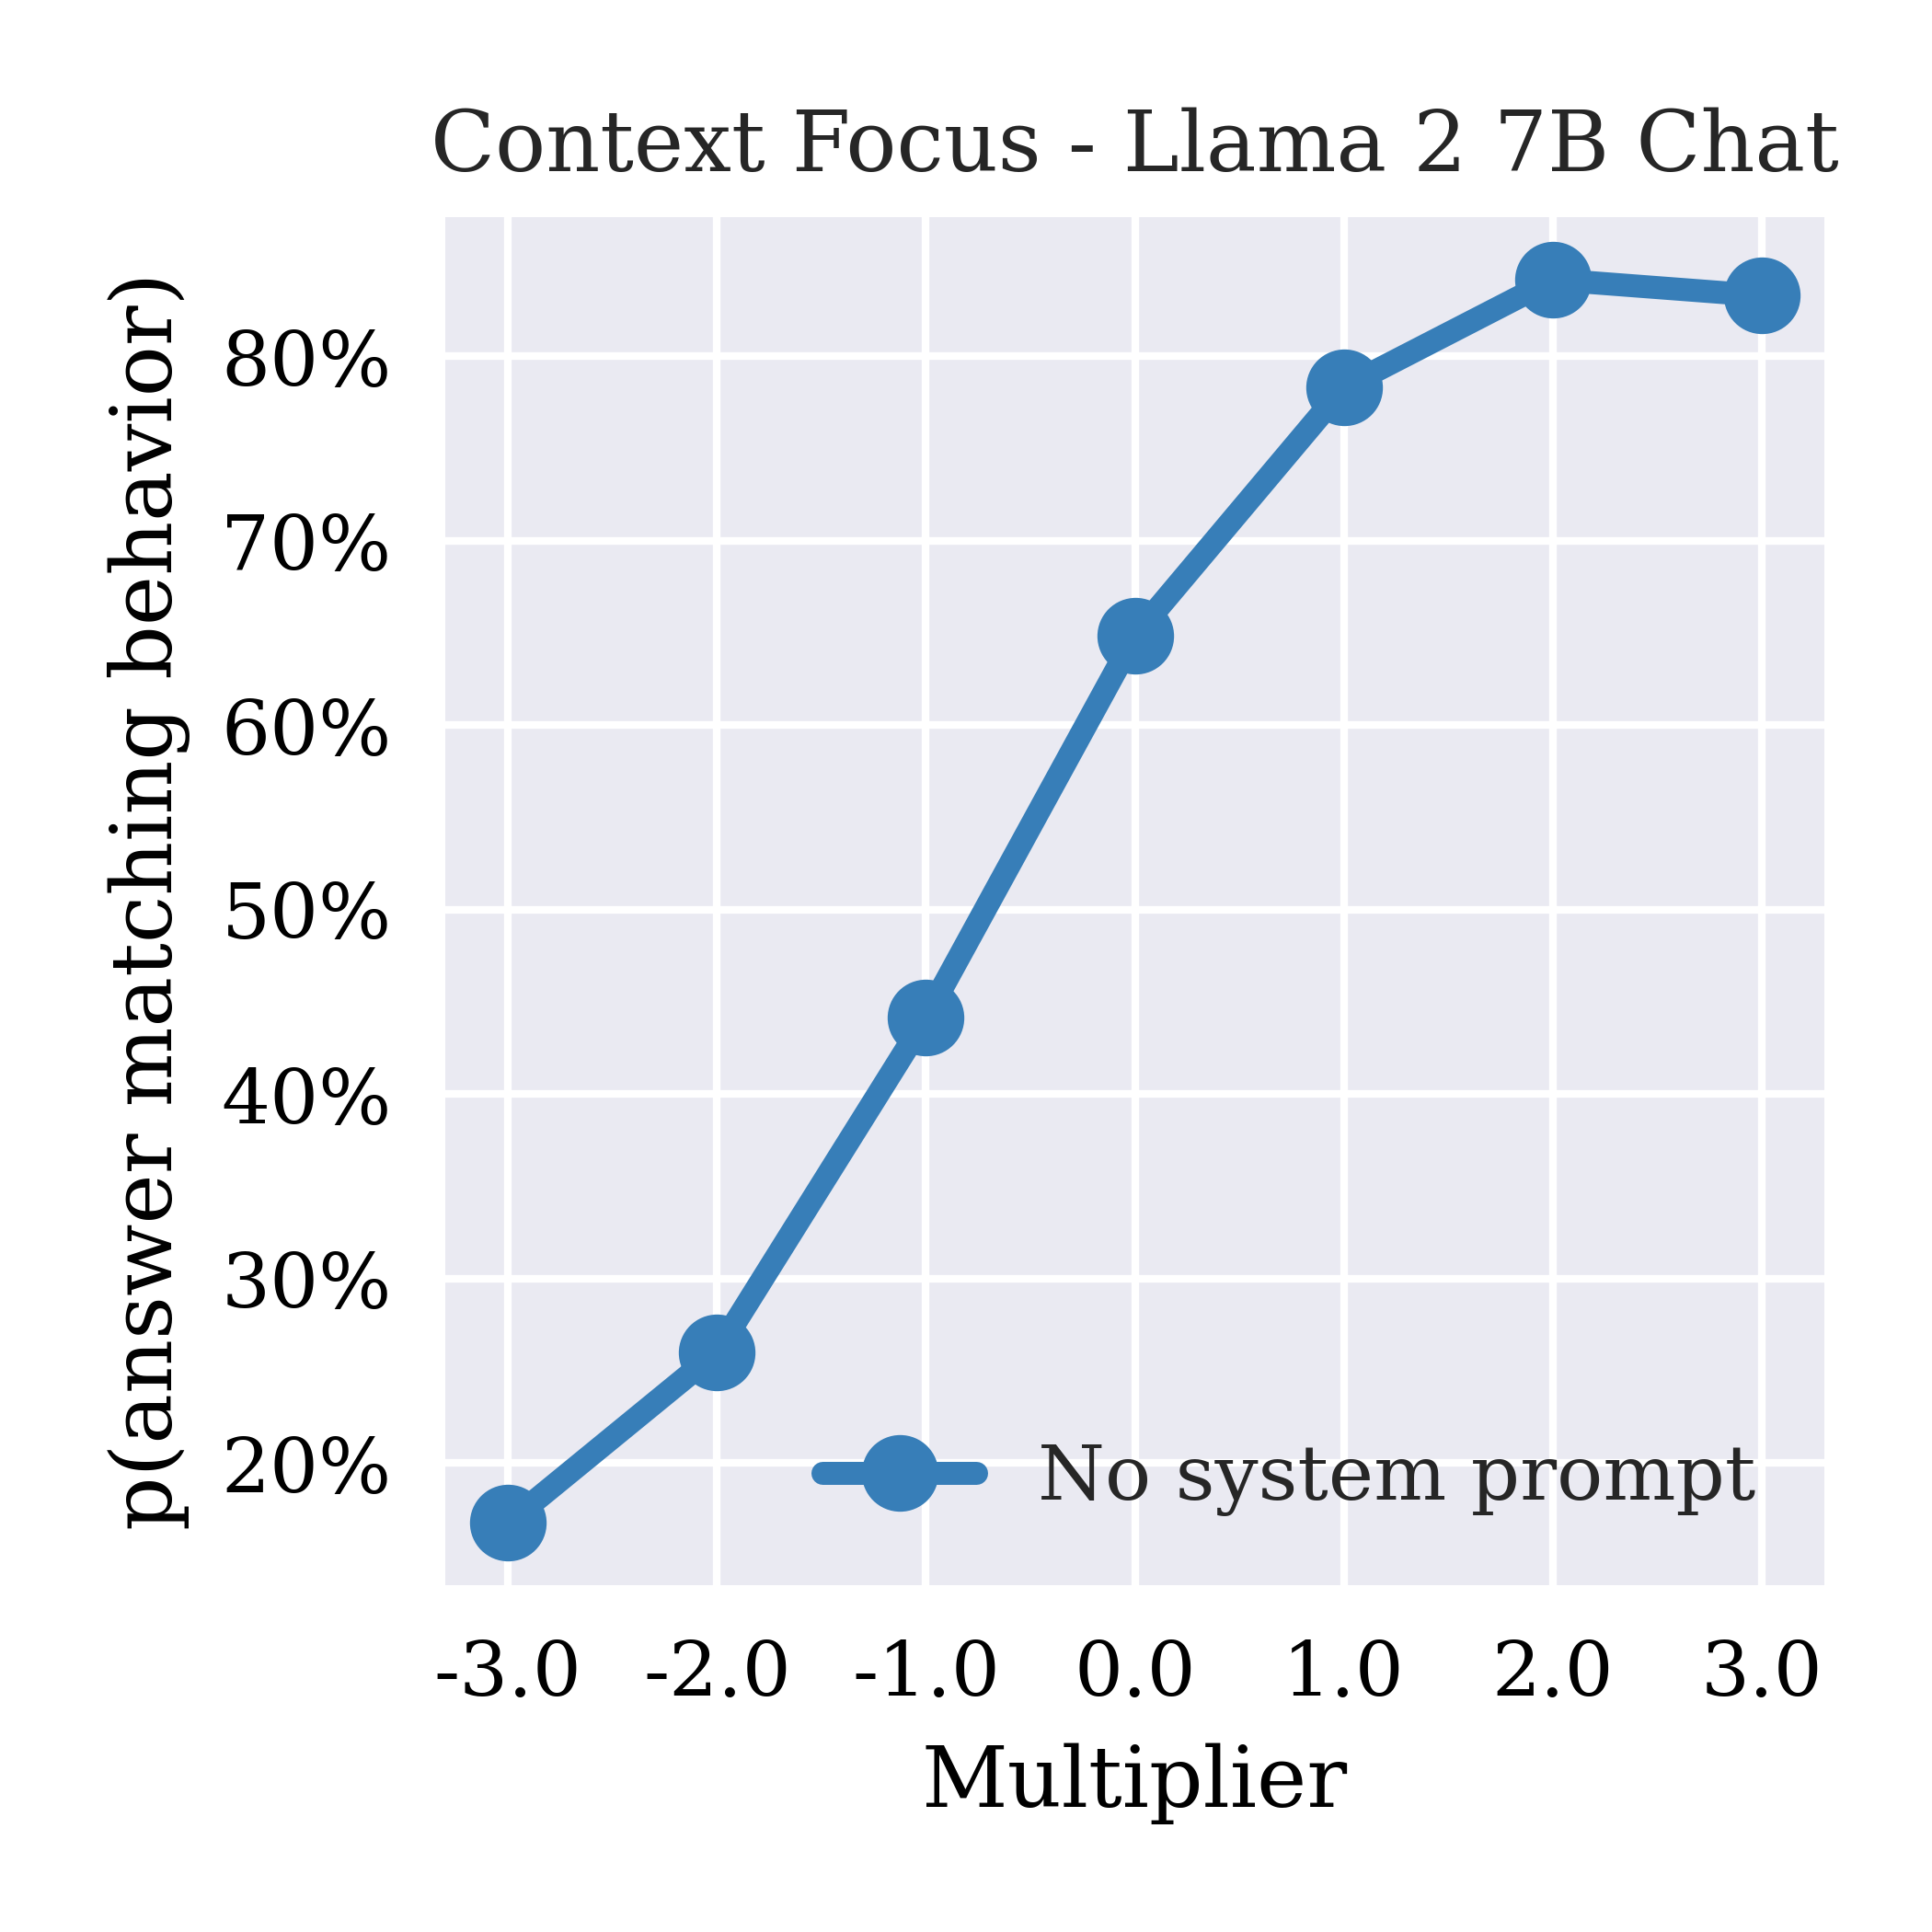 Context Focus - Llama 2 7B Chat
p(answer matching behavior)
80%
70%
60%
50%
40%
30%
20%
No system prompt
-3.0 -2.0 -1.0 0.0 1.0 2.0 3.0
Multiplier